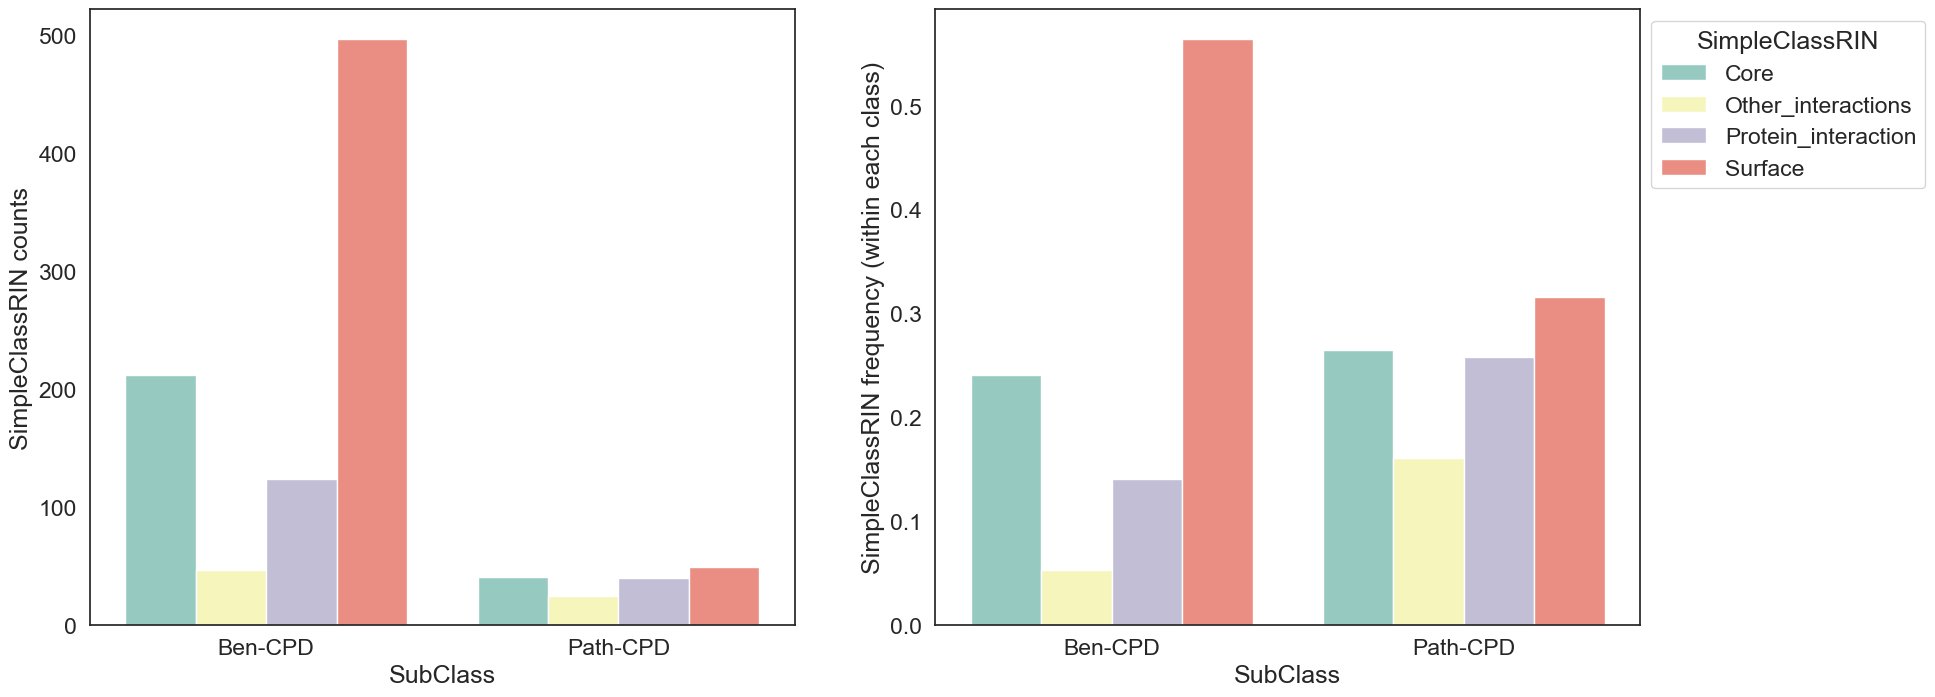 SimpleClassRIN counts
500
400
300
200
100
0
Ben-CPD
Path-CPD
SubClass
SimpleClassRIN frequency (within each class)
0.5
0.4
0.3
0.2
0.1
0.0
Ben-CPD
Path-CPD
SubClass
SimpleClassRIN
Core
Other_interactions
Protein_interaction
Surface